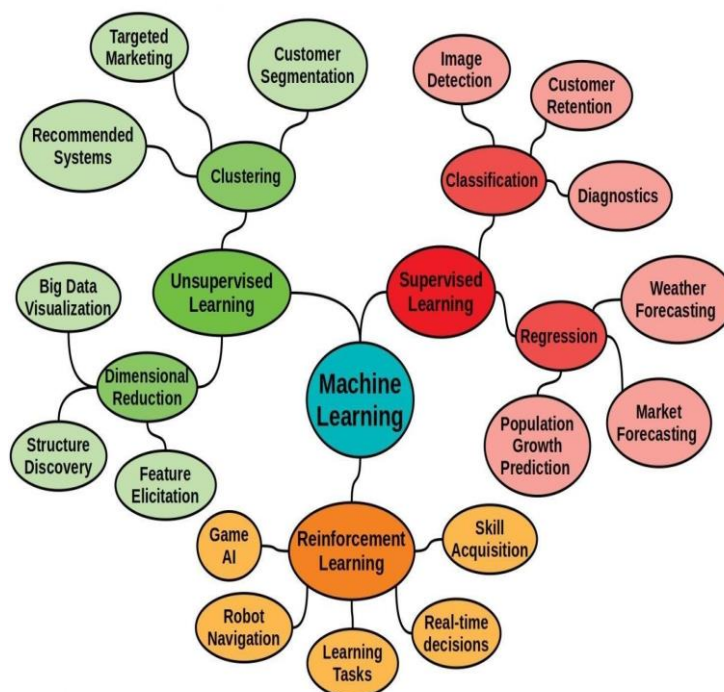 Targeted
Marketing
Customer
Segmentation
Recommended
Systems
Clustering
Unsupervised
Learning
Big Data
Visualization
Dimensional
Reduction
Structure
Discovery
Feature
Elicitation
Image
Detection
Customer
Retention
Classification
Diagnostics
Supervised
Learning
Weather
Forecasting
Regression
Population
Growth
Prediction
Market
Forecasting
Machine
Learning
Reinforcement
Learning
Game
AI
Skill
Acquisition
Robot
Navigation
Learning
Tasks
Real-time
decisions